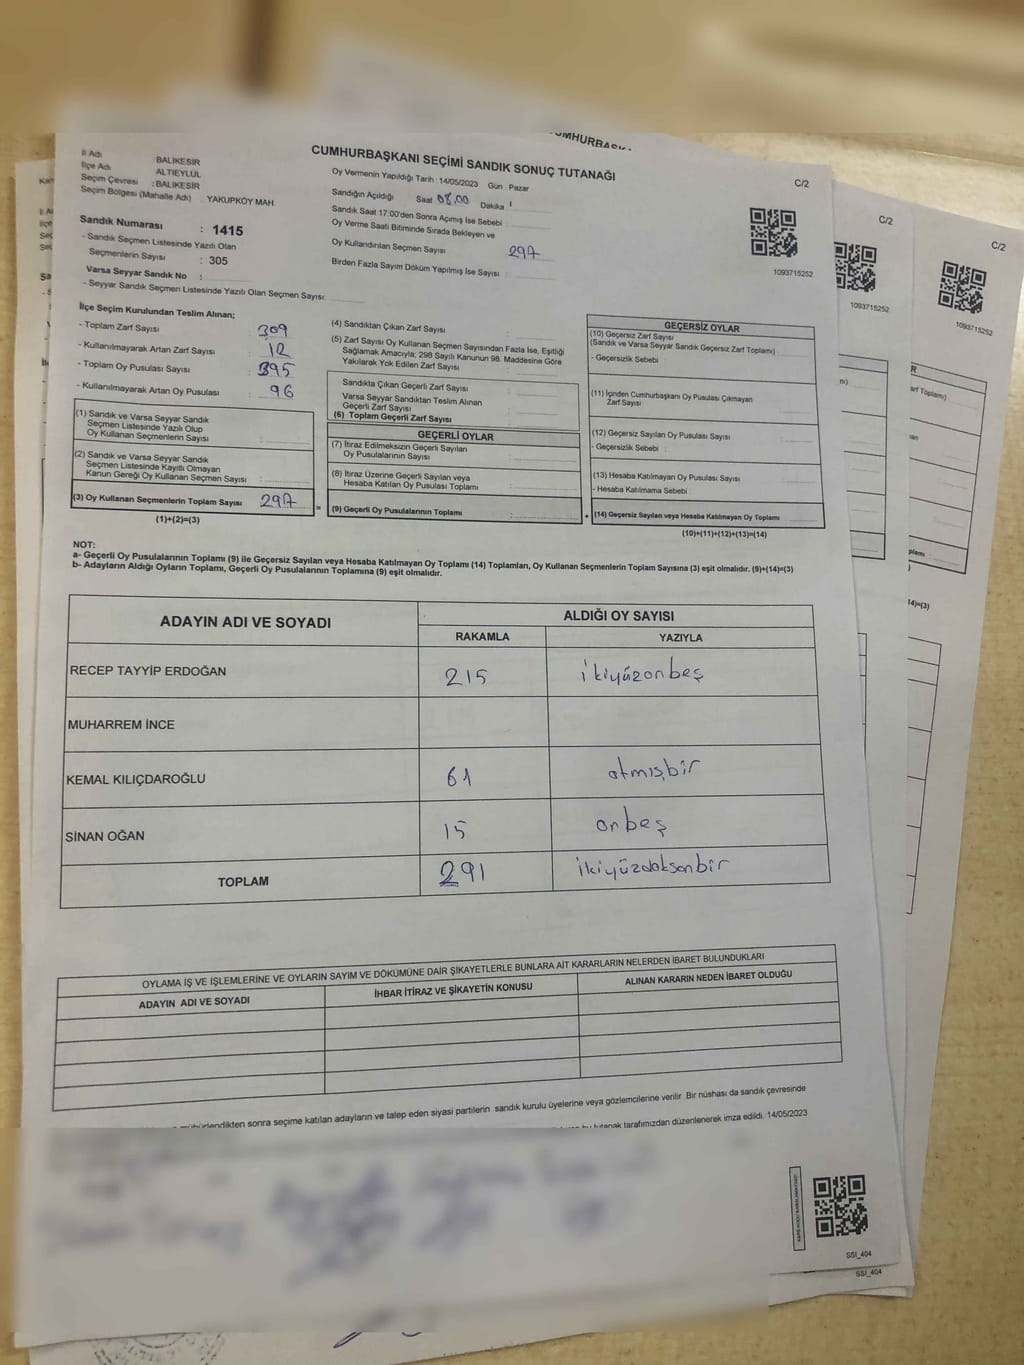 CUMHURBAŞK
İl Adı : BALIKESİR
İlçe Adı : ALTIEYLÜL
Seçim Çevresi : BALIKESİR
Seçim Bölgesi (Mahalle Adı) : YAKUPKÖY MAH.
CUMHURBAŞKANI SEÇİMİ SANDIK SONUÇ TUTANAĞI
C/2
Oy Vermenin Yapıldığı Tarih : 14/05/2023 Gün : Pazar
Sandığın Açıldığı Saat 08.00 Dakika :
Sandık Saat 17:00'den Sonra Açımış İse Sebebi :
Oy Verme Saati Bitiminde Sırada Bekleyen ve
Oy Kullandırılan Seçmen Sayısı : 297
Birden Fazla Sayım Döküm Yapılmış İse Sayısı :
1093715252
Sandık Numarası : 1415
- Sandık Seçmen Listesinde Yazılı Olan
Seçmenlerin Sayısı : 305
Varsa Seyyar Sandık No :
- Seyyar Sandık Seçmen Listesinde Yazılı Olan Seçmen Sayısı:
İlçe Seçim Kurulundan Teslim Alınan;
- Toplam Zarf Sayısı : 309
- Kullanılmayarak Artan Zarf Sayısı : 12
- Toplam Oy Pusulası Sayısı : 395
- Kullanılmayarak Artan Oy Pusulası : 96
(1) Sandık ve Varsa Seyyar Sandık
Seçmen Listesinde Yazılı Olup
Oy Kullanan Seçmenlerin Sayısı :
(2) Sandık ve Varsa Seyyar Sandık
Seçmen Listesinde Kayıtlı Olmayan
Kanun Gereği Oy Kullanan Seçmen Sayısı :
(3) Oy Kullanan Seçmenlerin Toplam Sayısı : 297
(1)+(2)=(3)
(4) Sandıktan Çıkan Zarf Sayısı :
(5) Zarf Sayısı Oy Kullanan Seçmen Sayısından Fazla İse, Eşitliği
Sağlamak Amacıyla; 298 Sayılı Kanunun 98. Maddesine Göre
Yakılarak Yok Edilen Zarf Sayısı :
Sandıkta Çıkan Geçerli Zarf Sayısı :
Varsa Seyyar Sandıktan Teslim Alınan
Geçerli Zarf Sayısı :
(6) Toplam Geçerli Zarf Sayısı :
GEÇERLİ OYLAR
(7) İtiraz Edilmeksizin Geçerli Sayılan
Oy Pusulalarının Sayısı :
(8) İtiraz Üzerine Geçerli Sayılan veya
Hesaba Katılan Oy Pusulası Toplamı :
= (9) Geçerli Oy Pusulalarının Toplamı :
GEÇERSİZ OYLAR
(10) Geçersiz Zarf Sayısı
(Sandık ve Varsa Seyyar Sandık Geçersiz Zarf Toplamı) :
- Geçersizlik Sebebi :
(11) İçinden Cumhurbaşkanı Oy Pusulası Çıkmayan
Zarf Sayısı :
(12) Geçersiz Sayılan Oy Pusulası Sayısı :
- Geçersizlik Sebebi :
(13) Hesaba Katılmayan Oy Pusulası Sayısı :
- Hesaba Katılmama Sebebi :
+ (14) Geçersiz Sayılan veya Hesaba Katılmayan Oy Toplamı :
(10)+(11)+(12)+(13)=(14)
NOT:
a- Geçerli Oy Pusulalarının Toplamı (9) ile Geçersiz Sayılan veya Hesaba Katılmayan Oy Toplamı (14) Toplamları, Oy Kullanan Seçmenlerin Toplam Sayısına (3) eşit olmalıdır. (9)+(14)=(3)
b- Adayların Aldığı Oyların Toplamı, Geçerli Oy Pusulalarının Toplamına (9) eşit olmalıdır.
ADAYIN ADI VE SOYADI ALDIĞI OY SAYISI
RAKAMLA YAZIYLA
RECEP TAYYİP ERDOĞAN 215 ikiyüzonbeş
MUHARREM İNCE
KEMAL KILIÇDAROĞLU 61 atmışbir
SİNAN OĞAN 15 onbeş
TOPLAM 291 ikiyüzdoksanbir
OYLAMA İŞ VE İŞLEMLERİNE VE OYLARIN SAYIM VE DÖKÜMÜNE DAİR ŞİKAYETLERLE BUNLARA AİT KARARLARIN NELERDEN İBARET BULUNDUKLARI
ADAYIN ADI VE SOYADI İHBAR İTİRAZ VE ŞİKAYETİN KONUSU ALINAN KARARIN NEDEN İBARET OLDUĞU
mühürlendikten sonra seçime katılan adayların ve talep eden siyasi partilerin sandık kurulu üyelerine veya gözlemcilerine verilir. Bir nüshası da sandık çevresinde
bu tutanak tarafımızdan düzenlenerek imza edildi. 14/05/2023
SSI_404
SSI_404
C/2
1093715252
C/2
1093715252